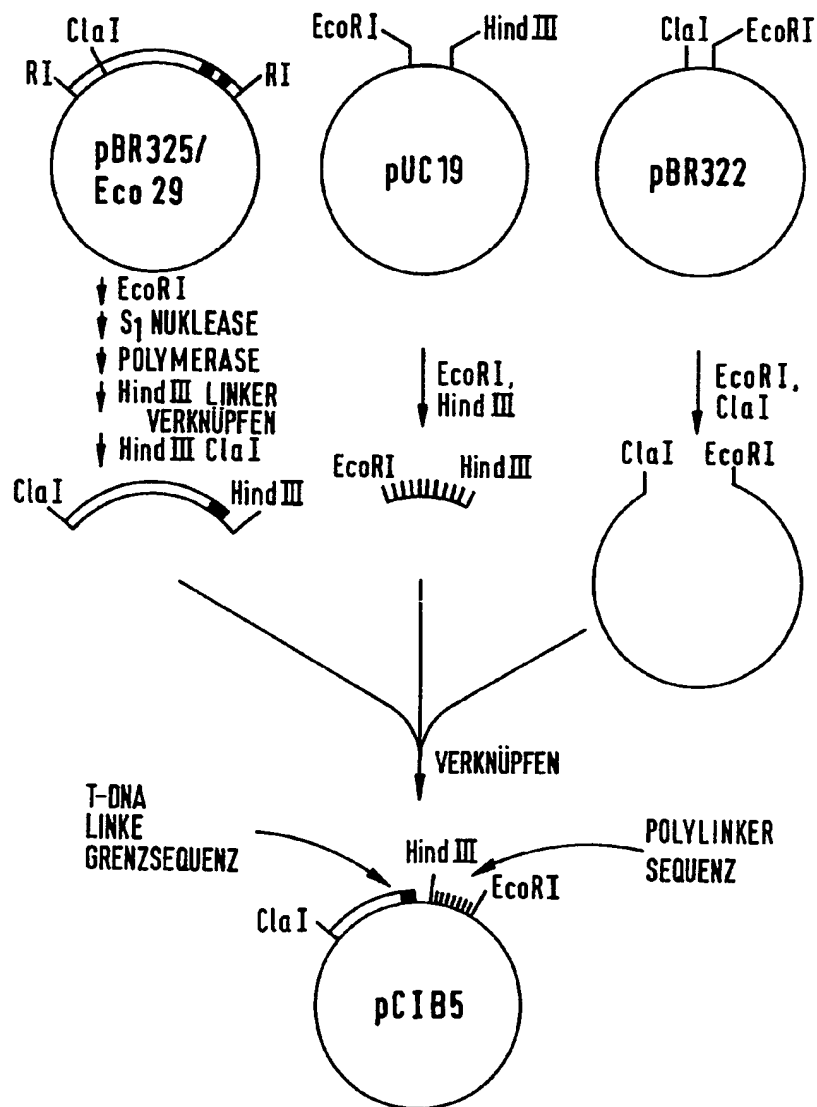 ClaI
RI
RI
pBR325/
Eco 29
EcoRI
HindIII
pUC19
ClaI
EcoRI
pBR322
EcoRI
S1 NUKLEASE
POLYMERASE
HindIII LINKER
VERKNÜPFEN
HindIII ClaI
EcoRI,
HindIII
EcoRI,
ClaI
ClaI
HindIII
EcoRI
HindIII
ClaI
EcoRI
VERKNÜPFEN
T-DNA
LINKE
GRENZSEQUENZ
POLYLINKER
SEQUENZ
HindIII
EcoRI
ClaI
pCIB5